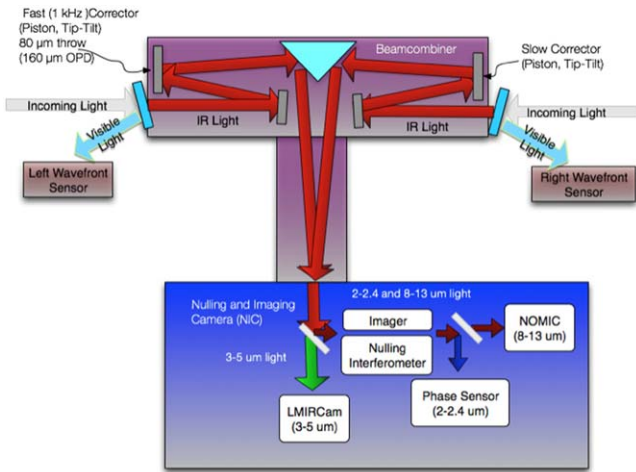 Fast (1 kHz )Corrector
(Piston, Tip-Tilt)
80 µm throw
(160 µm OPD)
Beamcombiner
Slow Corrector
(Piston, Tip-Tilt)
Incoming Light
IR Light
IR Light
Incoming Light
Visible
Light
Visible
Light
Left Wavefront
Sensor
Right Wavefront
Sensor
2-2.4 and 8-13 um light
Nulling and Imaging
Camera (NIC)
Imager
NOMIC
(8-13 um)
3-5 um light
Nulling
Interferometer
LMIRCam
(3-5 um)
Phase Sensor
(2-2.4 um)